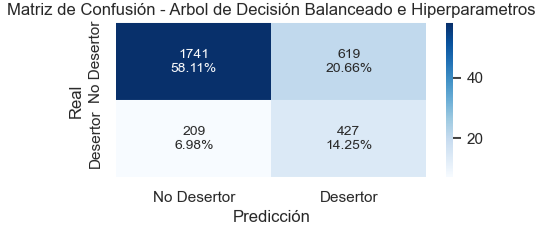 Matriz de Confusión - Arbol de Decisión Balanceado e Hiperparametros
Real
No Desertor
Desertor
1741
58.11%
619
20.66%
209
6.98%
427
14.25%
40
20
No Desertor
Desertor
Predicción